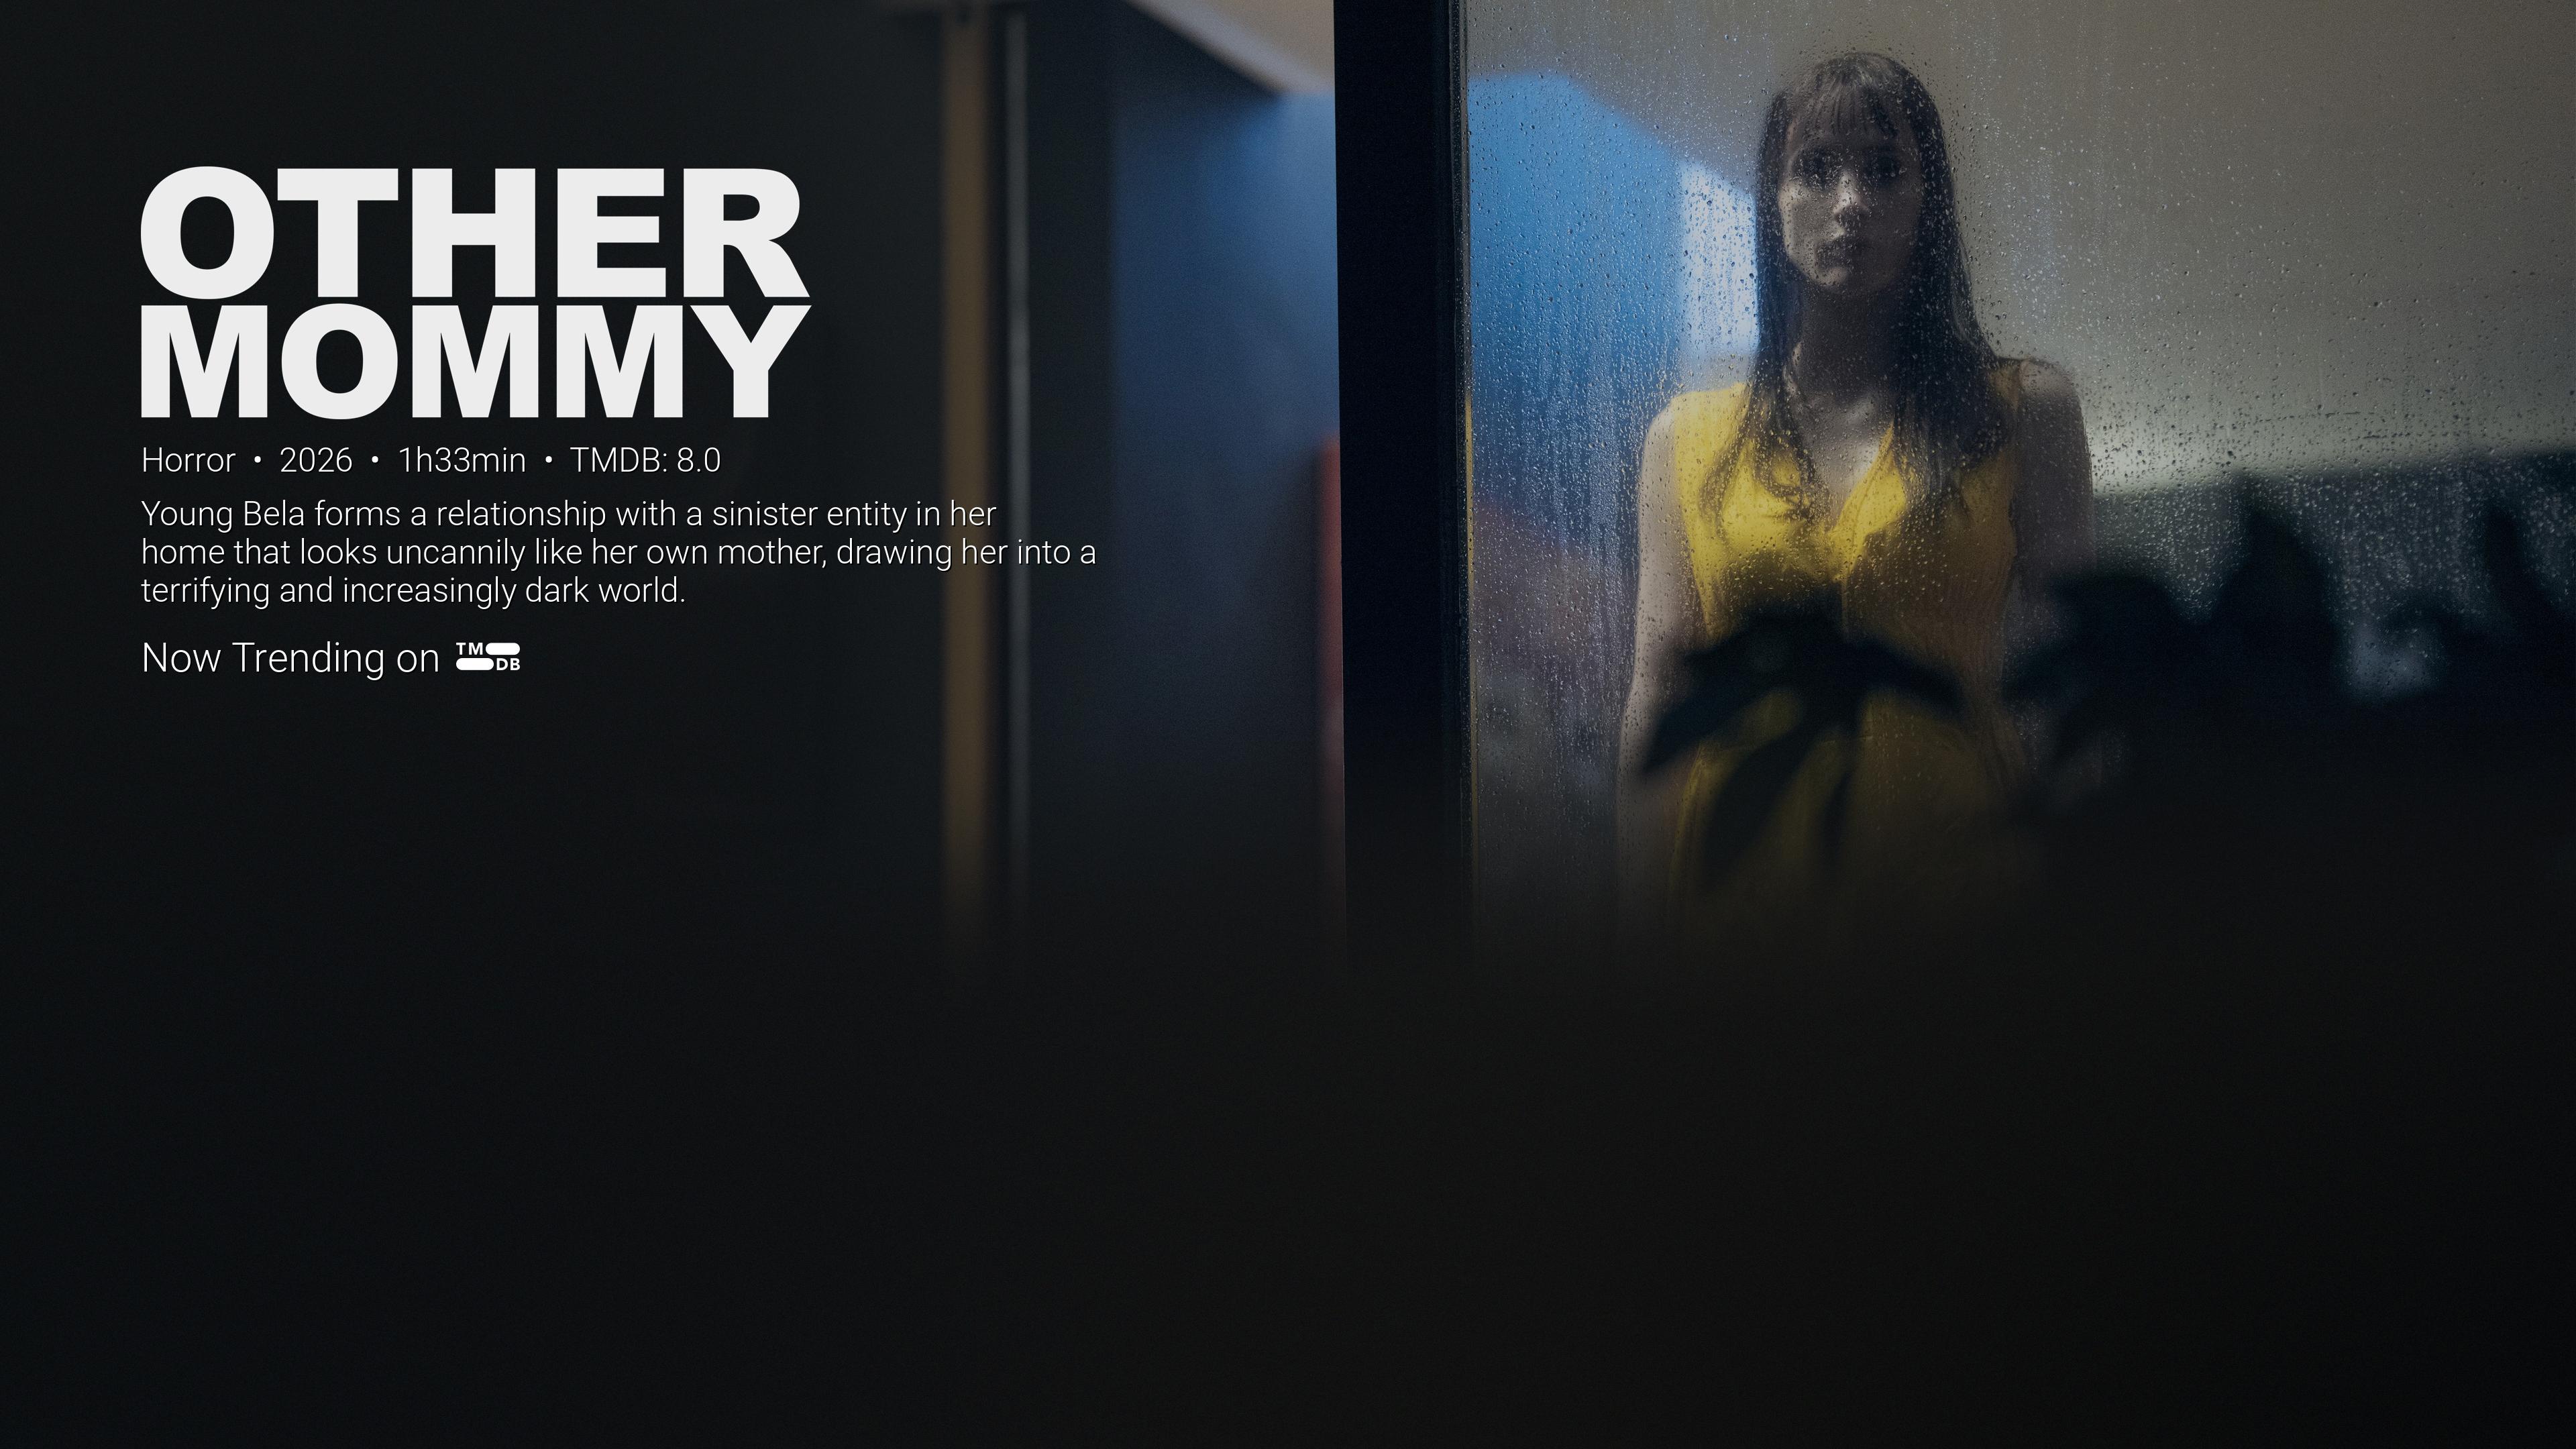 OTHER
MOMMY
Horror • 2026 • 1h33min • TMDB: 8.0
Young Bela forms a relationship with a sinister entity in her
home that looks uncannily like her own mother, drawing her into a
terrifying and increasingly dark world.
Now Trending on TMDB